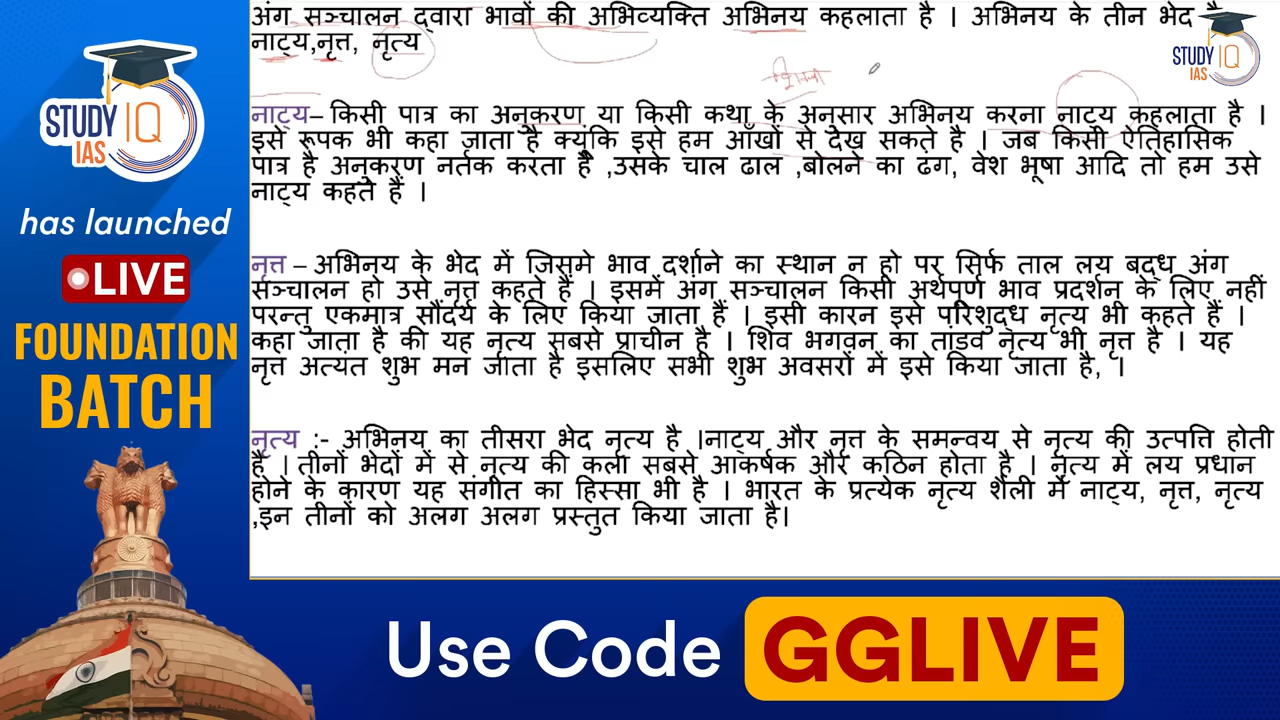 अंग सञ्चालन द्वारा भावों की अभिव्यक्ति अभिनय कहलाता है । अभिनय के तीन भेद है
नाट्य,नृत्त, नृत्य
नाट्य– किसी पात्र का अनुकरण या किसी कथा के अनुसार अभिनय करना नाट्य कहलाता है ।
इसे रूपक भी कहा जाता है क्यूंकि इसे हम आँखों से देख सकते है । जब किसी ऐतिहासिक
पात्र है अनुकरण नर्तक करता है ,उसके चाल ढाल ,बोलने का ढंग, वेश भूषा आदि तो हम उसे
नाट्य कहते हैं ।
नृत्त – अभिनय के भेद में जिसमे भाव दर्शाने का स्थान न हो पर सिर्फ ताल लय बद्ध अंग
सञ्चालन हो उसे नृत्त कहते हैं । इसमें अंग सञ्चालन किसी अर्थपूर्ण भाव प्रदर्शन के लिए नहीं
परन्तु एकमात्र सौंदर्य के लिए किया जाता हैं । इसी कारन इसे परिशुद्ध नृत्य भी कहते हैं ।
कहा जाता है की यह नृत्य सबसे प्राचीन है । शिव भगवन का तांडव नृत्य भी नृत्त है । यह
नृत्त अत्यंत शुभ मन जाता है इसलिए सभी शुभ अवसरों में इसे किया जाता है, ।
नृत्य :- अभिनय का तीसरा भेद नृत्य है ।नाट्य और नृत्त के समन्वय से नृत्य की उत्पत्ति होती
है । तीनों भेदों में से नृत्य की कला सबसे आकर्षक और कठिन होता है । नृत्य में लय प्रधान
होने के कारण यह संगीत का हिस्सा भी है । भारत के प्रत्येक नृत्य शैली में नाट्य, नृत्त, नृत्य
,इन तीनों को अलग अलग प्रस्तुत किया जाता है।
STUDY IQ
IAS
STUDY IQ
IAS
has launched
LIVE
FOUNDATION
BATCH
Use Code GGLIVE